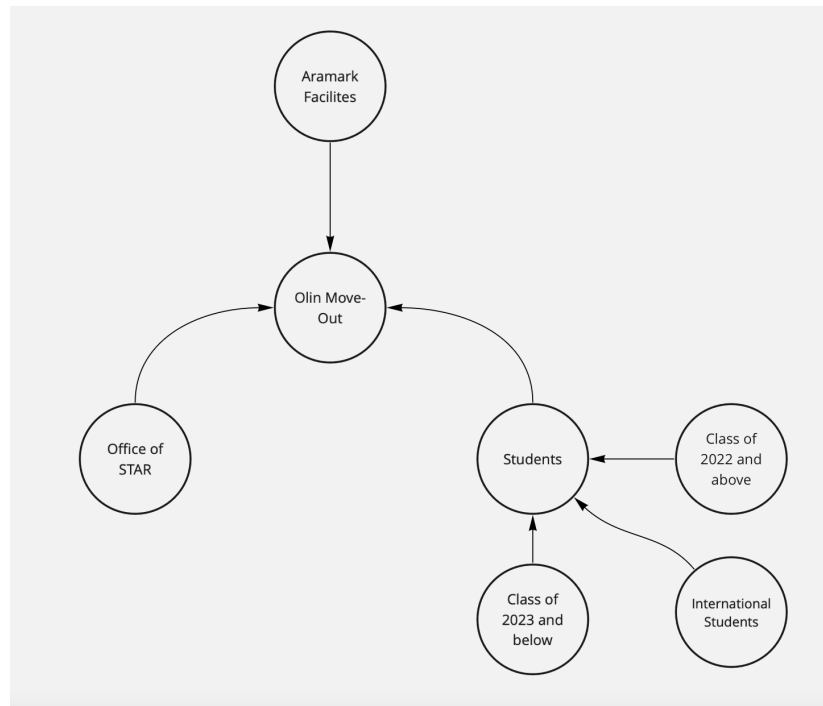 Aramark
Facilites
Olin Move-
Out
Office of
STAR
Students
Class of
2022 and
above
Class of
2023 and
below
International
Students